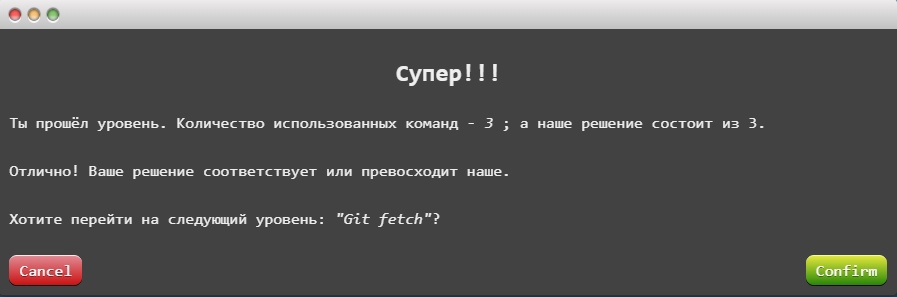 Супер!!!
Ты прошёл уровень. Количество использованных команд - 3 ; а наше решение состоит из 3.
Отлично! Ваше решение соответствует или превосходит наше.
Хотите перейти на следующий уровень: "Git fetch"?
Cancel Confirm